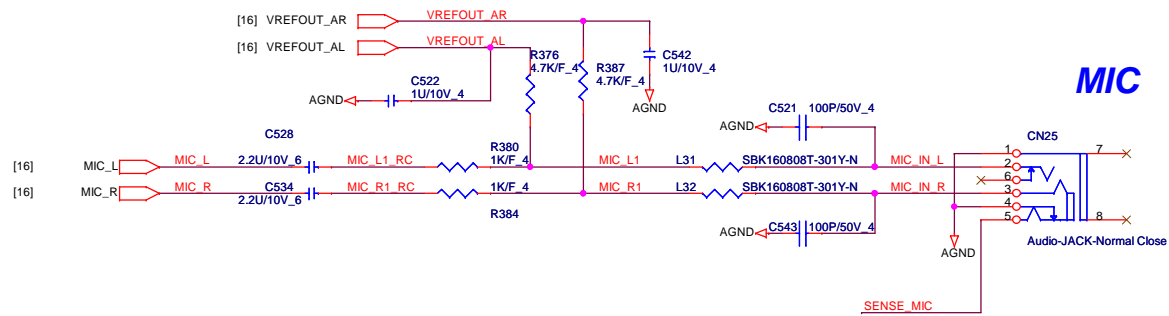 [16] VREFOUT_AR VREFOUT_AR
[16] VREFOUT_AL VREFOUT_AL
R376
4.7K/F_4
R387
4.7K/F_4
C542
1U/10V_4
AGND
C522
1U/10V_4
AGND
MIC
C521 100P/50V_4
AGND
CN25
C528
2.2U/10V_6
R380
1K/F_4
[16] MIC_L MIC_L MIC_L1_RC MIC_L1 L31 SBK160808T-301Y-N MIC_IN_L
[16] MIC_R MIC_R C534 MIC_R1_RC 1K/F_4 MIC_R1 L32 SBK160808T-301Y-N MIC_IN_R
2.2U/10V_6
R384
1
2
6
3
4
5
7
8
AGND C543 100P/50V_4
AGND
Audio-JACK-Normal Close
SENSE_MIC